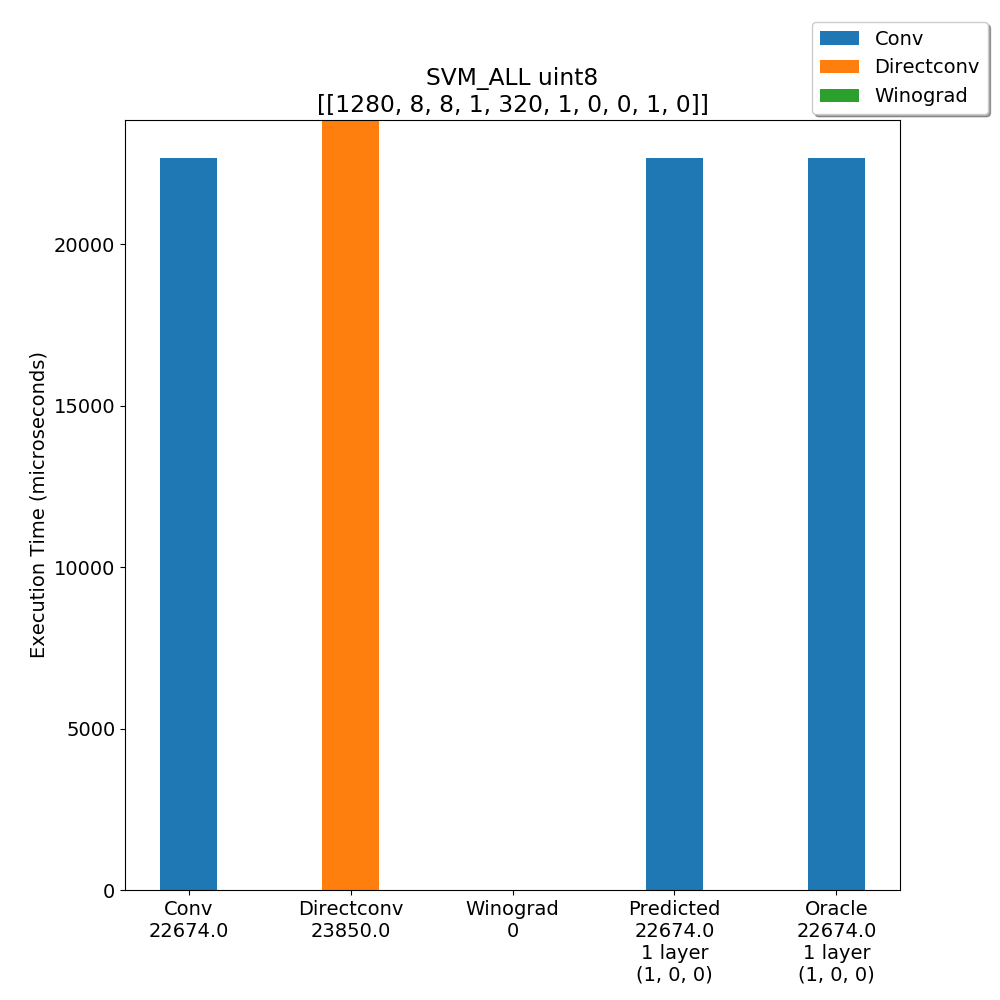 Conv
Directconv
Winograd
SVM_ALL uint8
[[1280, 8, 8, 1, 320, 1, 0, 0, 1, 0]]
Execution Time (microseconds)
20000
15000
10000
5000
0
Conv
22674.0
Directconv
23850.0
Winograd
0
Predicted
22674.0
1 layer
(1, 0, 0)
Oracle
22674.0
1 layer
(1, 0, 0)